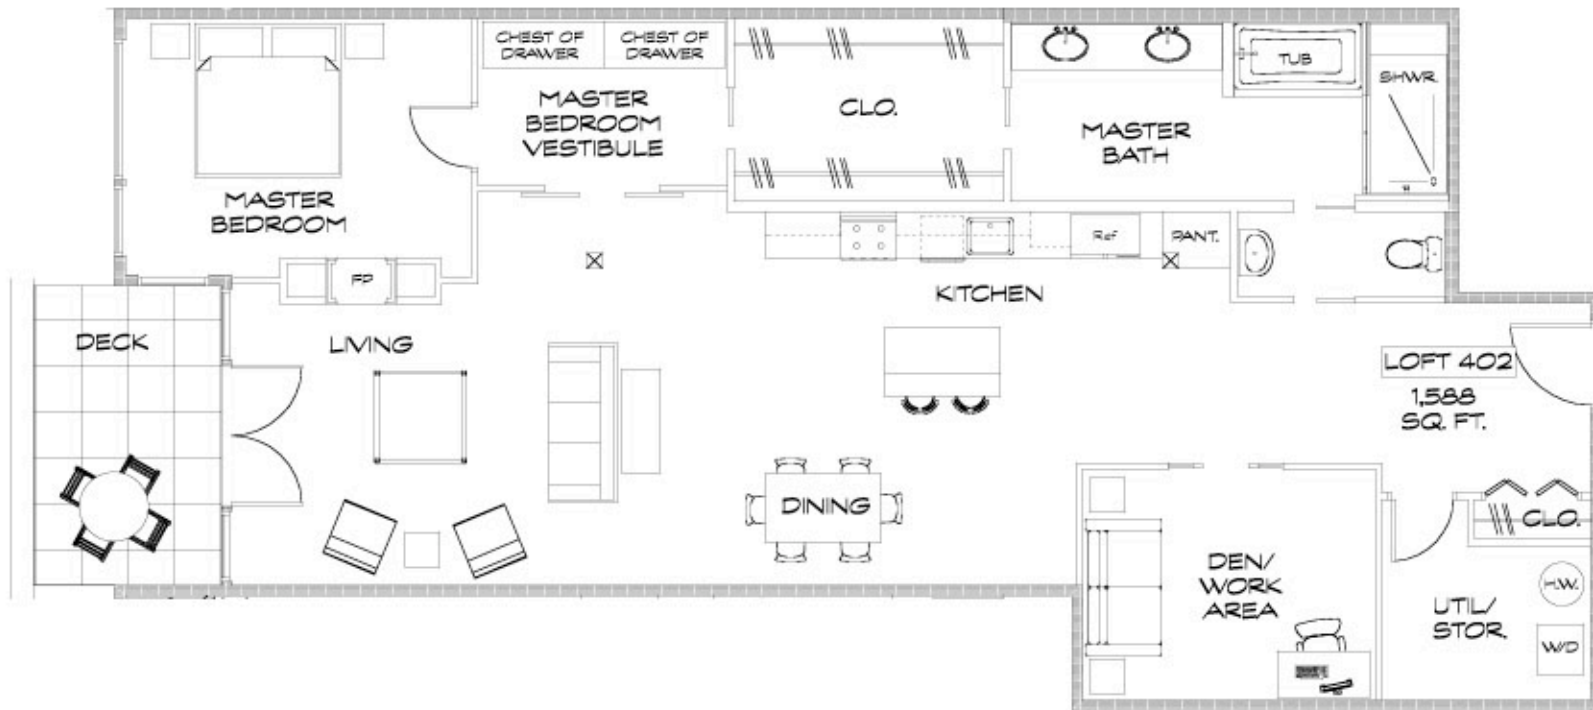 CHEST OF
DRAWER
CHEST OF
DRAWER
MASTER
BEDROOM
VESTIBULE
CLO.
MASTER
BATH
TUB
SHWR.
MASTER
BEDROOM
FP
Ref
PANT.
KITCHEN
DECK
LIVING
LOFT 402
1,588
SQ. FT.
DINING
CLO.
DEN/
WORK
AREA
UTIL/
STOR.
H.W.
W/D